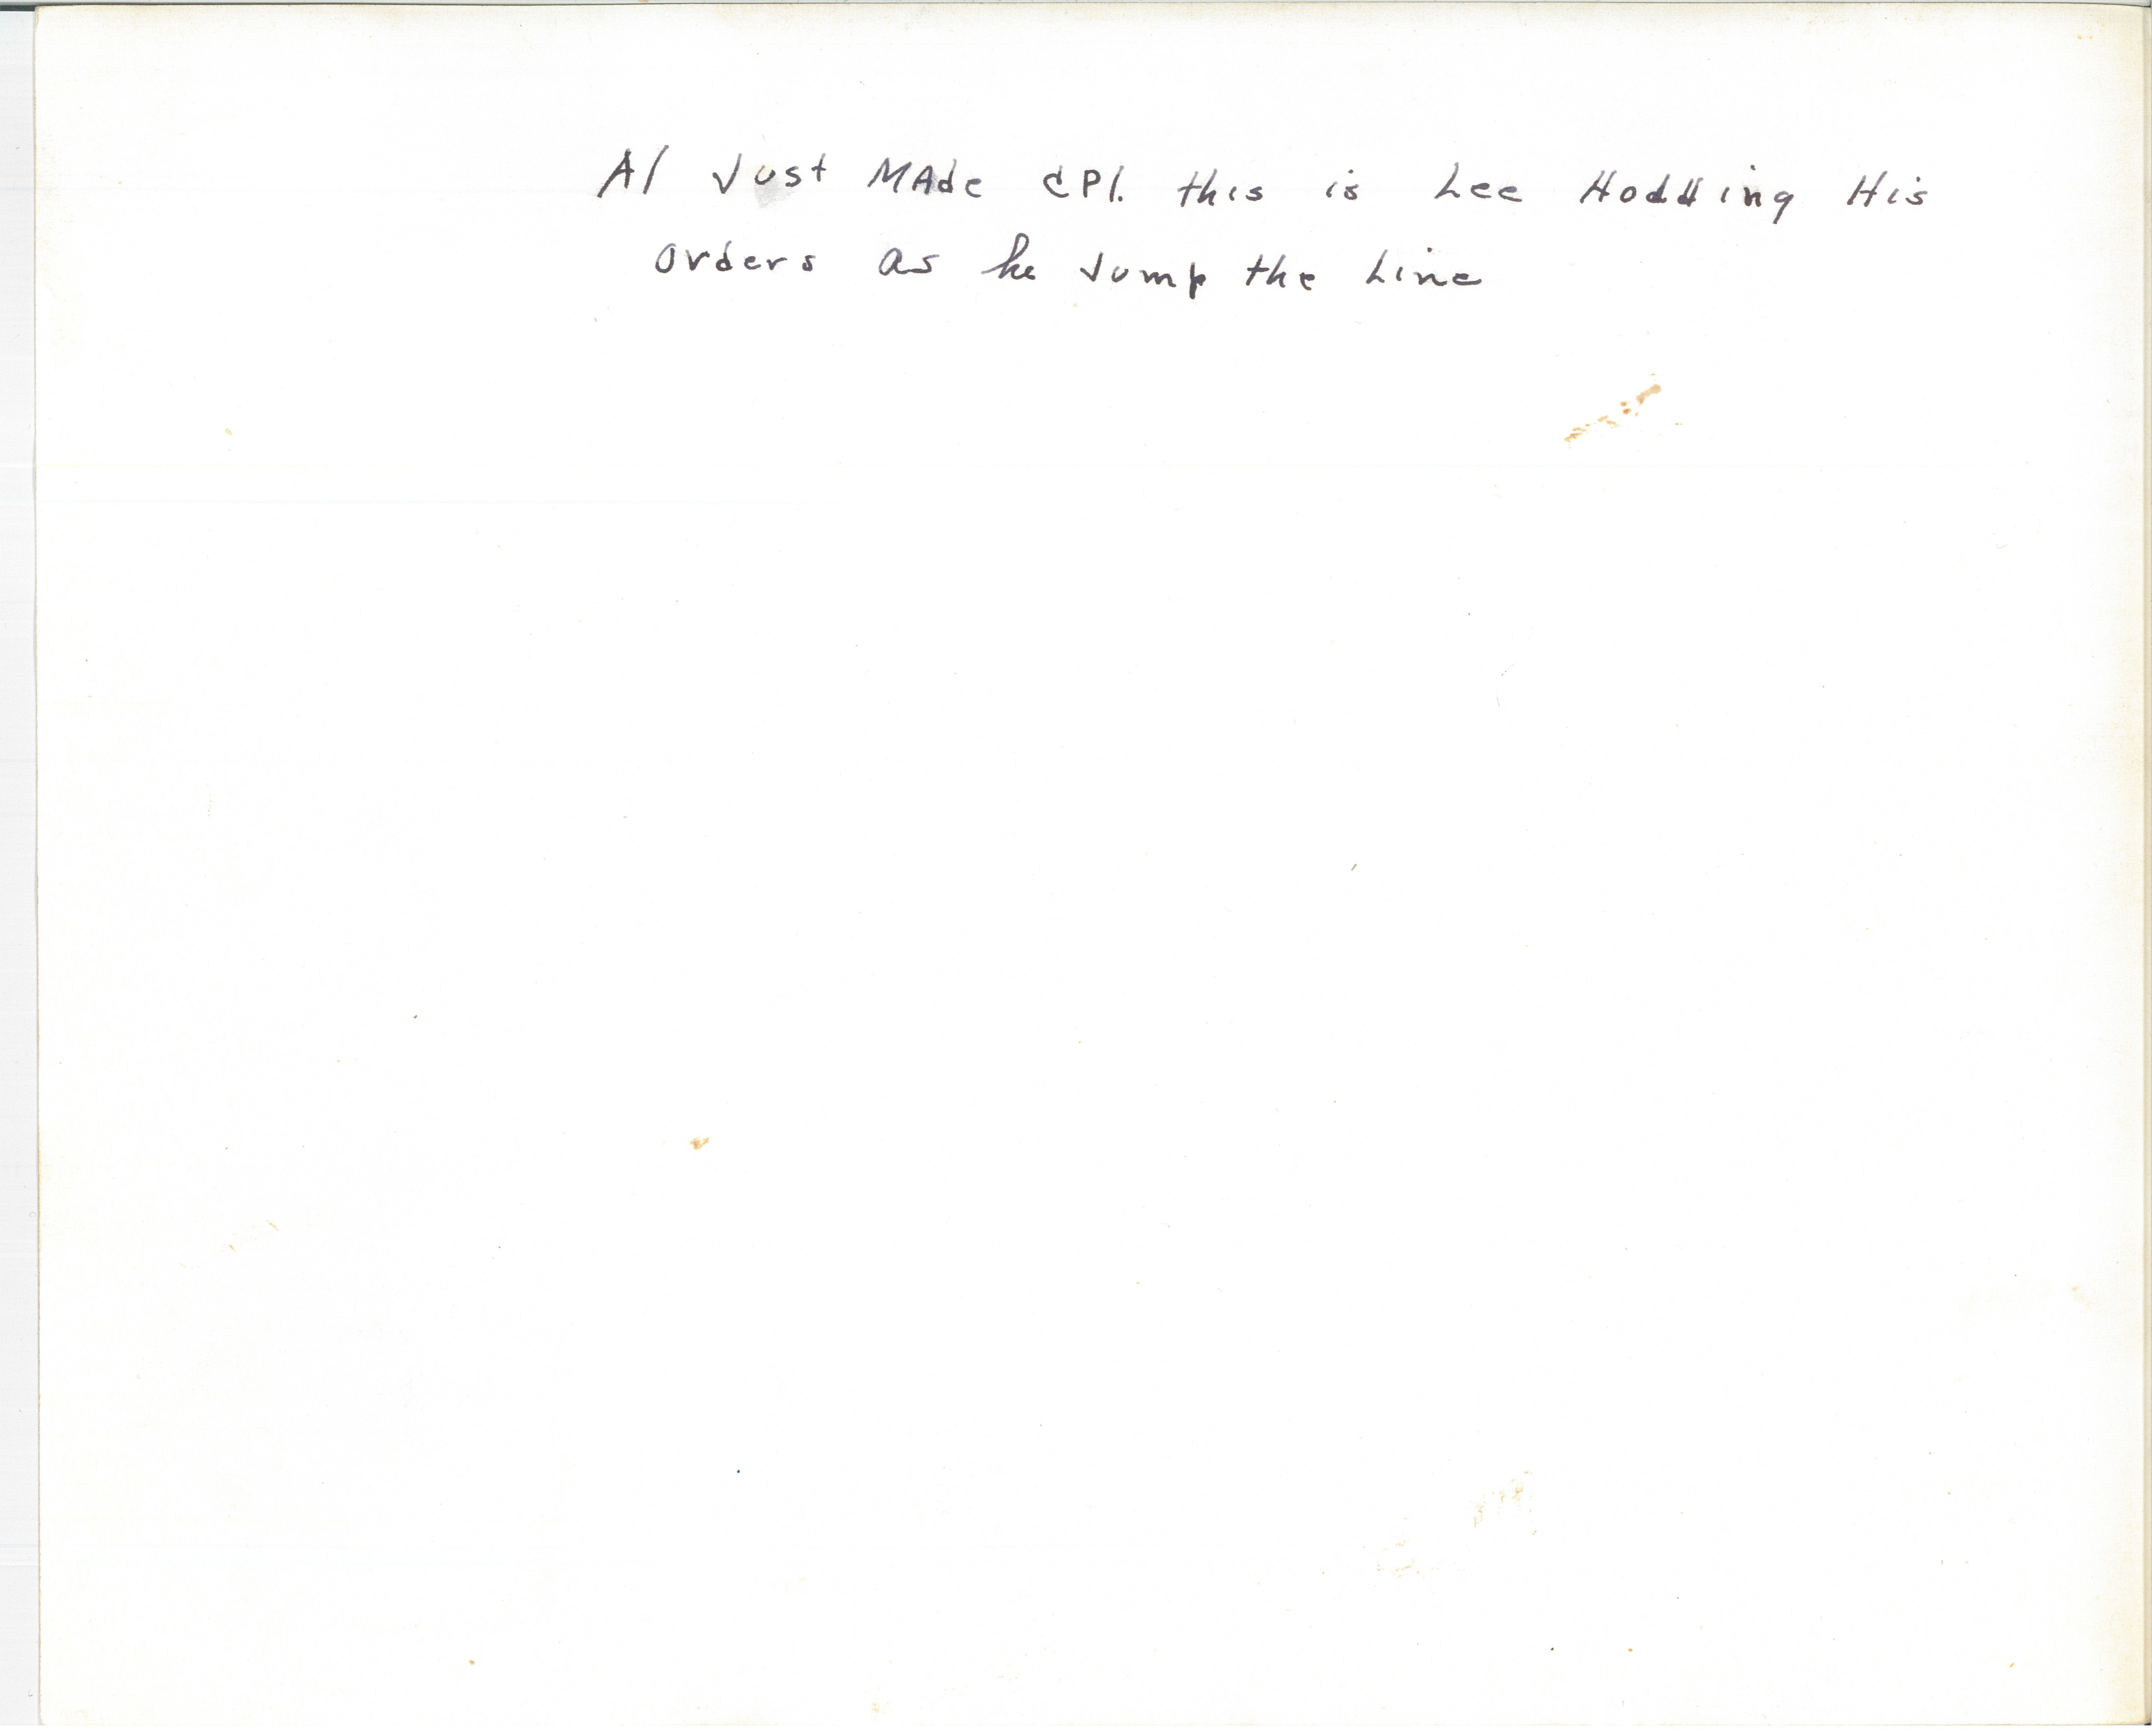 Al Just MAde CPl. this is Lee Hodding His
Orders as he Jump the Line